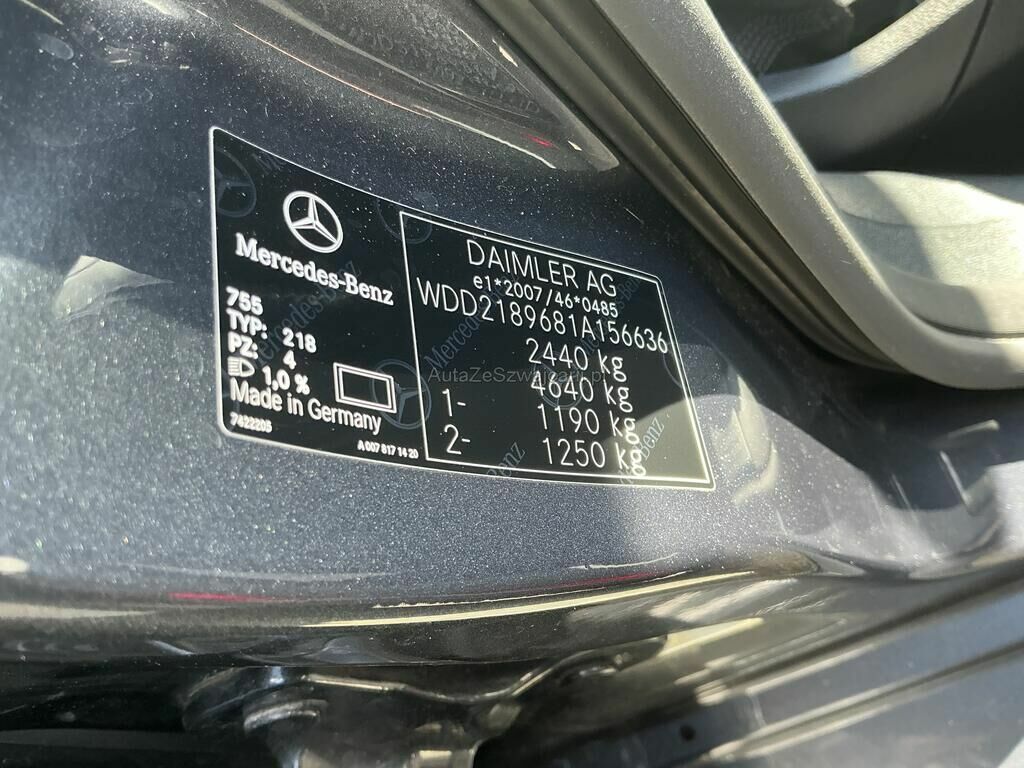 Mercedes-Benz
755
TYP: 218
PZ: 4
1,0 %
Made in Germany
7422205
A 007 817 14 20
DAIMLER AG
e1*2007/46*0485
WDD2189681A156636
2440 kg
4640 kg
1- 1190 kg
2- 1250 kg
AutaZeSzwajcarii.pl